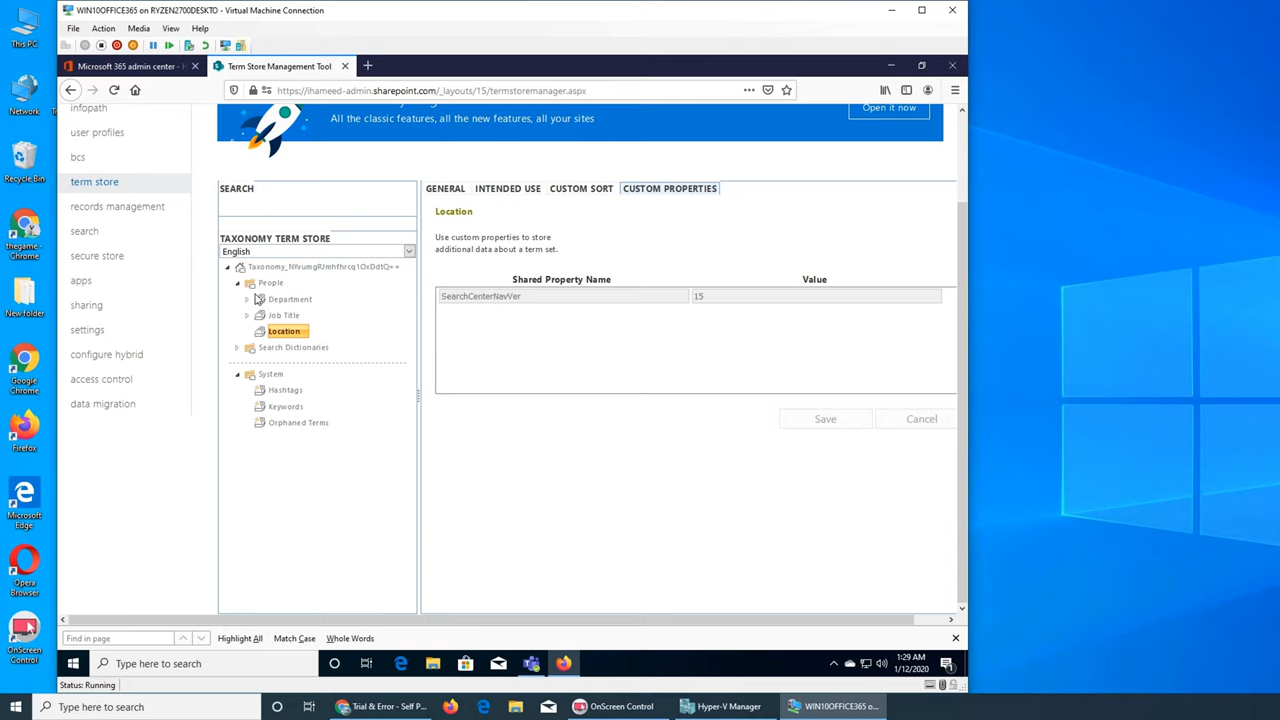 This PC
Network
Recycle Bin
thegame - Chrome
New folder
Google Chrome
Firefox
Microsoft Edge
Opera Browser
OnScreen Control
WIN10OFFICE365 on RYZEN2700DESKTO - Virtual Machine Connection
File Action Media View Help
Microsoft 365 admin center - H
Term Store Management Tool
https://ihameed-admin.sharepoint.com/_layouts/15/termstoremanager.aspx
infopath
user profiles
bcs
term store
records management
search
secure store
apps
sharing
settings
configure hybrid
access control
data migration
All the classic features, all the new features, all your sites
Open it now
SEARCH
TAXONOMY TERM STORE
English
People
Department
Job Title
Location
Search Dictionaries
System
Hashtags
Keywords
Orphaned Terms
GENERAL INTENDED USE CUSTOM SORT CUSTOM PROPERTIES
Location
Use custom properties to store
additional data about a term set.
Shared Property Name Value
SearchCenterNavVer 15
Save Cancel
Find in page
Highlight All Match Case Whole Words
Type here to search
1:29 AM
1/12/2020
Status: Running
Type here to search
Trial & Error - Self P...
OnScreen Control
Hyper-V Manager
WIN10OFFICE365 o...